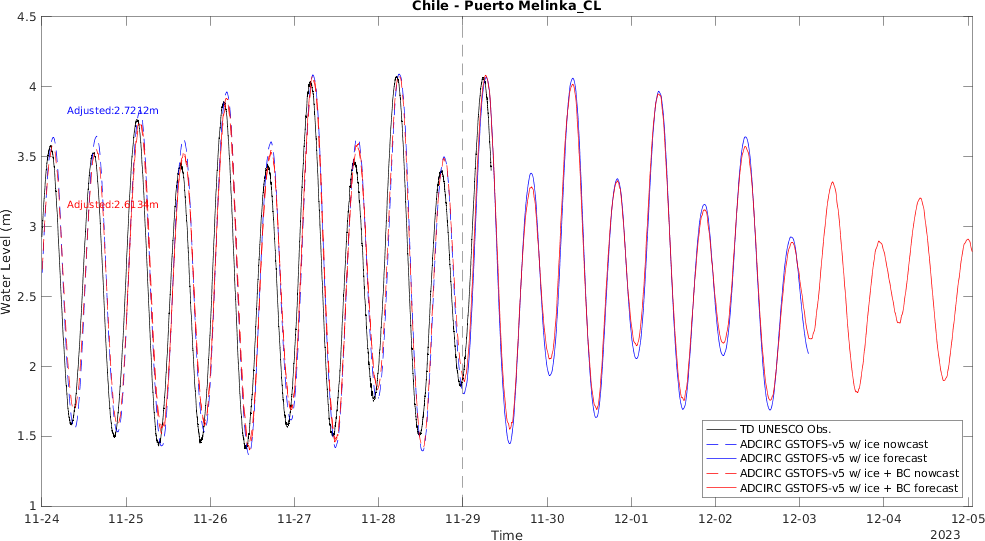 Chile - Puerto Melinka_CL
4.5
4
3.5
3
2.5
2
1.5
1
Water Level (m)
Adjusted:2.7212m
Adjusted:2.6134m
TD UNESCO Obs.
ADCIRC GSTOFS-v5 w/ ice nowcast
ADCIRC GSTOFS-v5 w/ ice forecast
ADCIRC GSTOFS-v5 w/ ice + BC nowcast
ADCIRC GSTOFS-v5 w/ ice + BC forecast
11-24 11-25 11-26 11-27 11-28 11-29 11-30 12-01 12-02 12-03 12-04 12-05
Time
2023